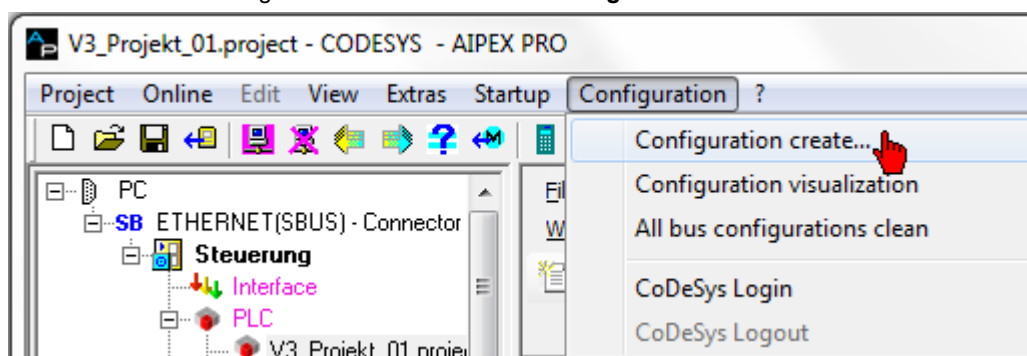 V3_Projekt_01.project - CODESYS - AIPEX PRO
Project Online Edit View Extras Startup Configuration ?
Configuration create...
PC
Configuration visualization
SB ETHERNET(SBUS) - Connector
All bus configurations clean
Steuerung
Interface
CoDeSys Login
PLC
CoDeSys Logout
V3_Projekt_01